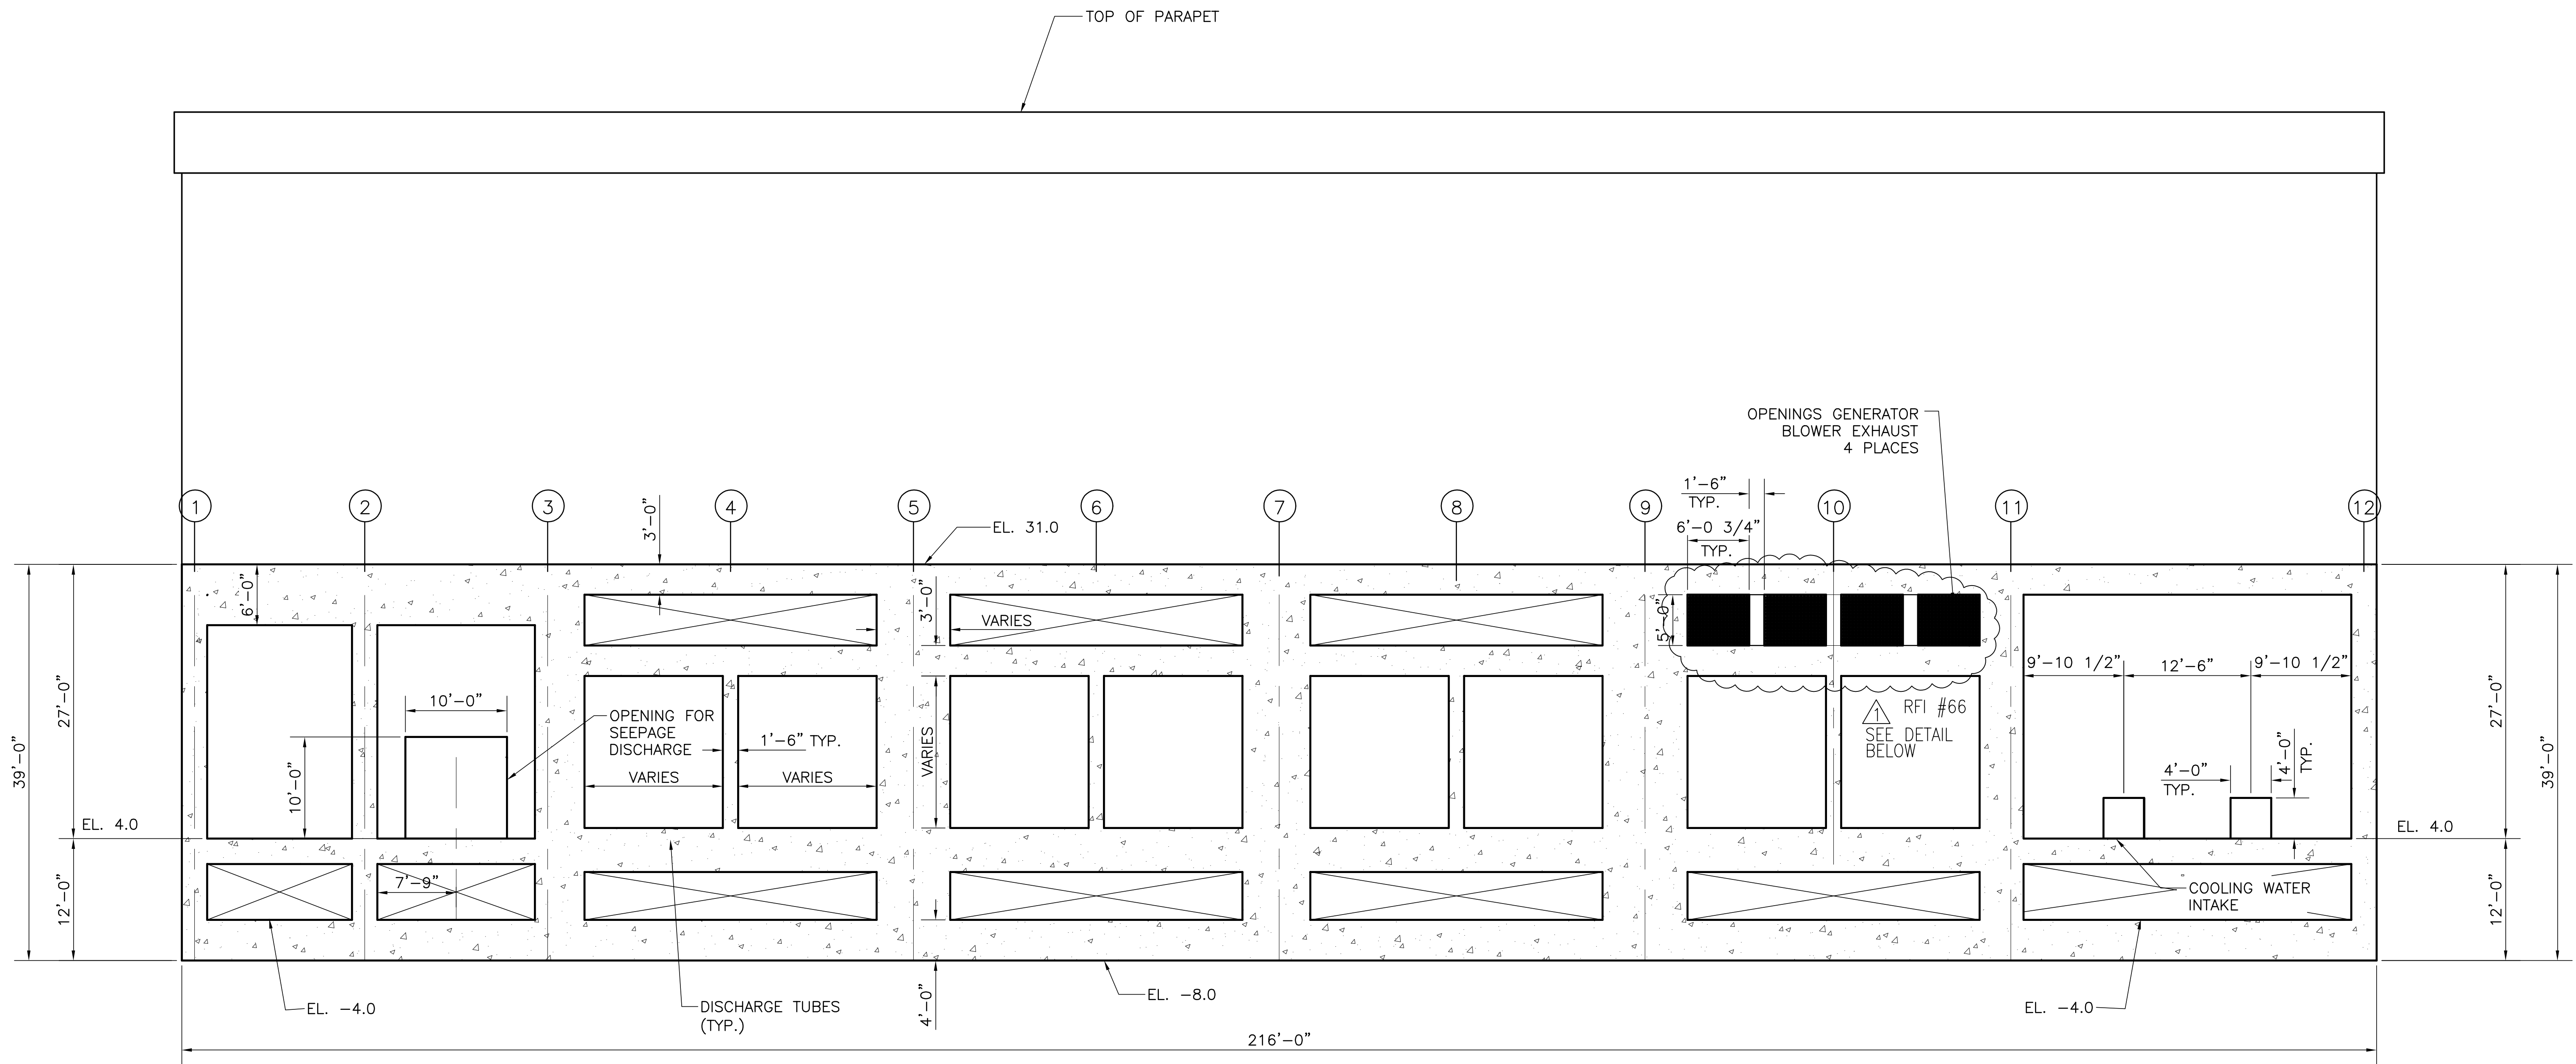 TOP OF PARAPET
OPENINGS GENERATOR
BLOWER EXHAUST
4 PLACES
1'-6"
TYP.
6'-0 3/4"
TYP.
1
2
3
4
5
6
7
8
9
10
11
12
3'-0"
EL. 31.0
6'-0"
3'-0"
VARIES
5'-0"
9'-10 1/2"
12'-6"
9'-10 1/2"
39'-0"
27'-0"
10'-0"
OPENING FOR
SEEPAGE
DISCHARGE
1'-6" TYP.
VARIES
VARIES
VARIES
1
RFI #66
SEE DETAIL
BELOW
4'-0"
TYP.
4'-0"
TYP.
27'-0"
39'-0"
10'-0"
EL. 4.0
EL. 4.0
12'-0"
7'-9"
COOLING WATER
INTAKE
12'-0"
EL. -4.0
DISCHARGE TUBES
(TYP.)
4'-0"
EL. -8.0
EL. -4.0
216'-0"